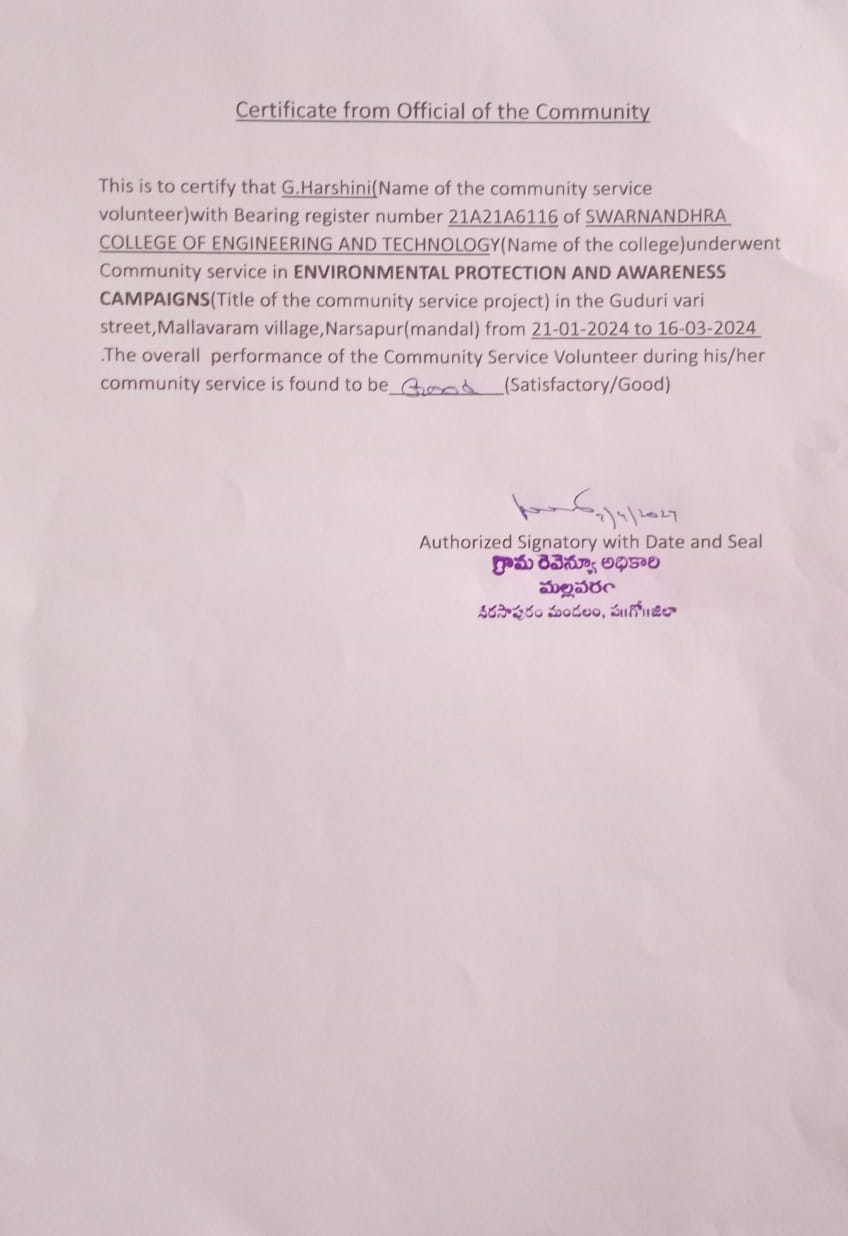 Certificate from Official of the Community
This is to certify that G.Harshini(Name of the community service
volunteer)with Bearing register number 21A21A6116 of SWARNANDHRA
COLLEGE OF ENGINEERING AND TECHNOLOGY(Name of the college)underwent
Community service in ENVIRONMENTAL PROTECTION AND AWARENESS
CAMPAIGNS(Title of the community service project) in the Guduri vari
street,Mallavaram village,Narsapur(mandal) from 21-01-2024 to 16-03-2024
.The overall performance of the Community Service Volunteer during his/her
community service is found to be Good (Satisfactory/Good)
Authorized Signatory with Date and Seal
గ్రామ రెవెన్యూ అధికారి
మల్లవరం
నరసాపురం మండలం, ప॥గో॥జిల్లా